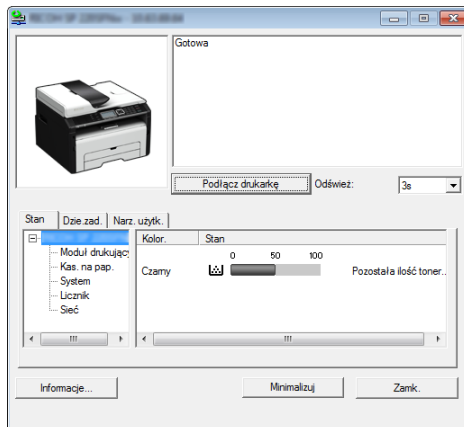 Gotowa
Podłącz drukarkę Odśwież: 3s
Stan Dzie.zad. Narz. użytk.
Kolor. Stan
Moduł drukując
Kas. na pap.
System
Licznik
Sieć
0 50 100
Czarny Pozostała ilość toner...
Informacje... Minimalizuj Zamk.